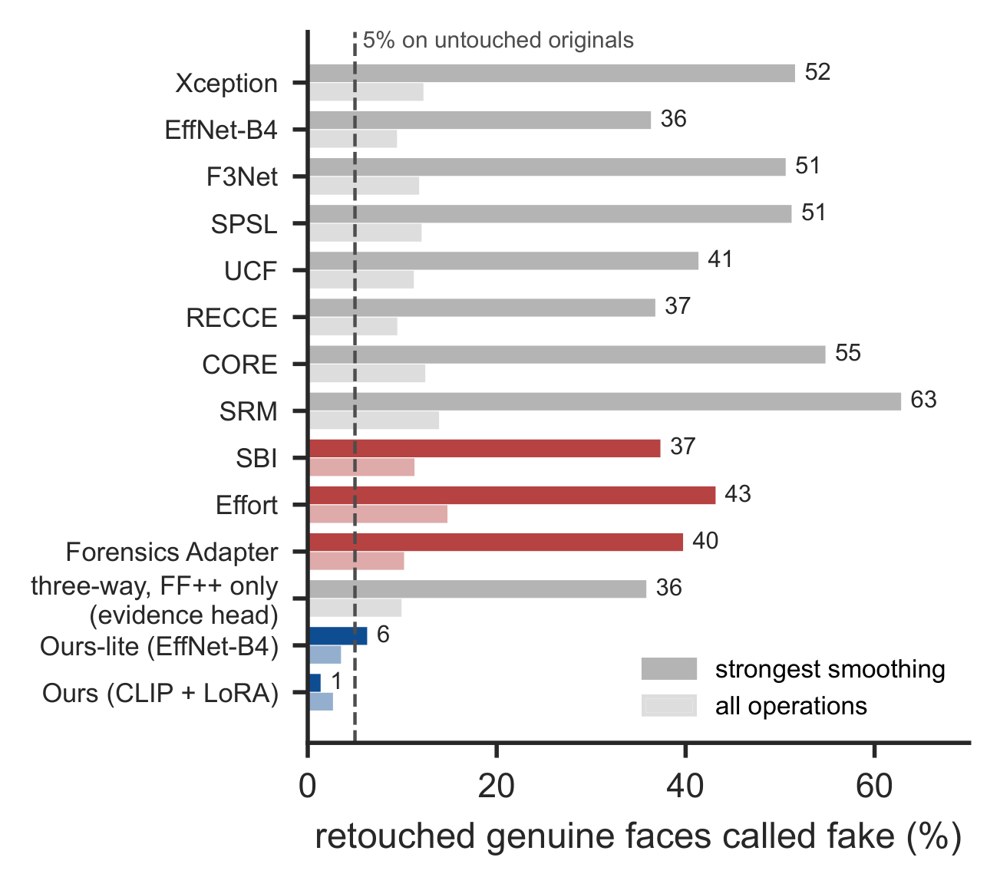 5% on untouched originals
Xception
52
EffNet-B4
36
F3Net
51
SPSL
51
UCF
41
RECCE
37
CORE
55
SRM
63
SBI
37
Effort
43
Forensics Adapter
40
three-way, FF++ only
(evidence head)
36
Ours-lite (EffNet-B4)
6
Ours (CLIP + LoRA)
1
strongest smoothing
all operations
0 20 40 60
retouched genuine faces called fake (%)